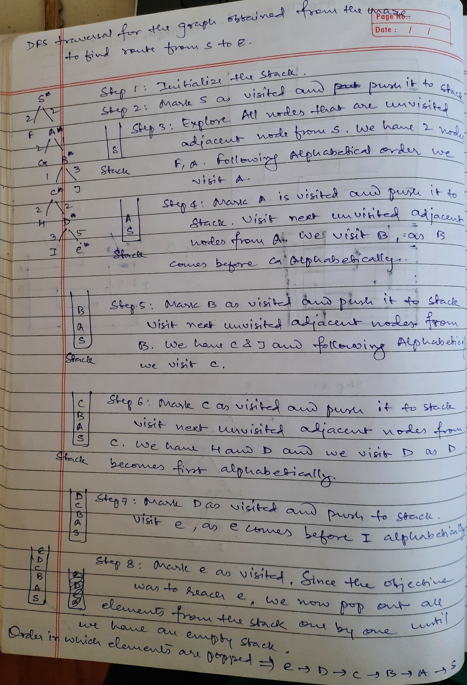 Page No..
Date: / /
DFS traversal for the graph obtained from the maze
to find route from S to E.
Step 1: Initialize the stack.
Step 2: Mark S as visited and push it to stack
Step 3: Explore All nodes that are unvisited
adjacent node from S. We have 2 nodes
F, A. Following Alphabetical order we
visit A.
S*
2 2
F A*
2
G B*
1 3
C* J
2 2
H D*
3 5
I e*
S
Stack
Step 4: Mark A is visited and push it to
Stack. Visit next unvisited adjacent
nodes from A. We visit B, as B
comes before G Alphabetically.
A
S
Stack
Step 5: Mark B as visited and push it to stack
visit next unvisited adjacent nodes from
B. We have C & J and following Alphabetical
we visit C.
B
A
S
Stack
Step 6: Mark C as visited and push it to stack
visit next unvisited adjacent nodes from
C. We have H and D and we visit D as D
becomes first alphabetically.
C
B
A
S
Stack
Step 7: Mark D as visited and push to stack.
visit e, as e comes before I alphabetically
D
C
B
A
S
Step 8: Mark e as visited. Since the objective
was to reach e, we now pop out all
elements from the stack one by one until
we have an empty stack.
e
D
C
B
A
S
Order in which elements are popped ⇒ e → D → C → B → A → S